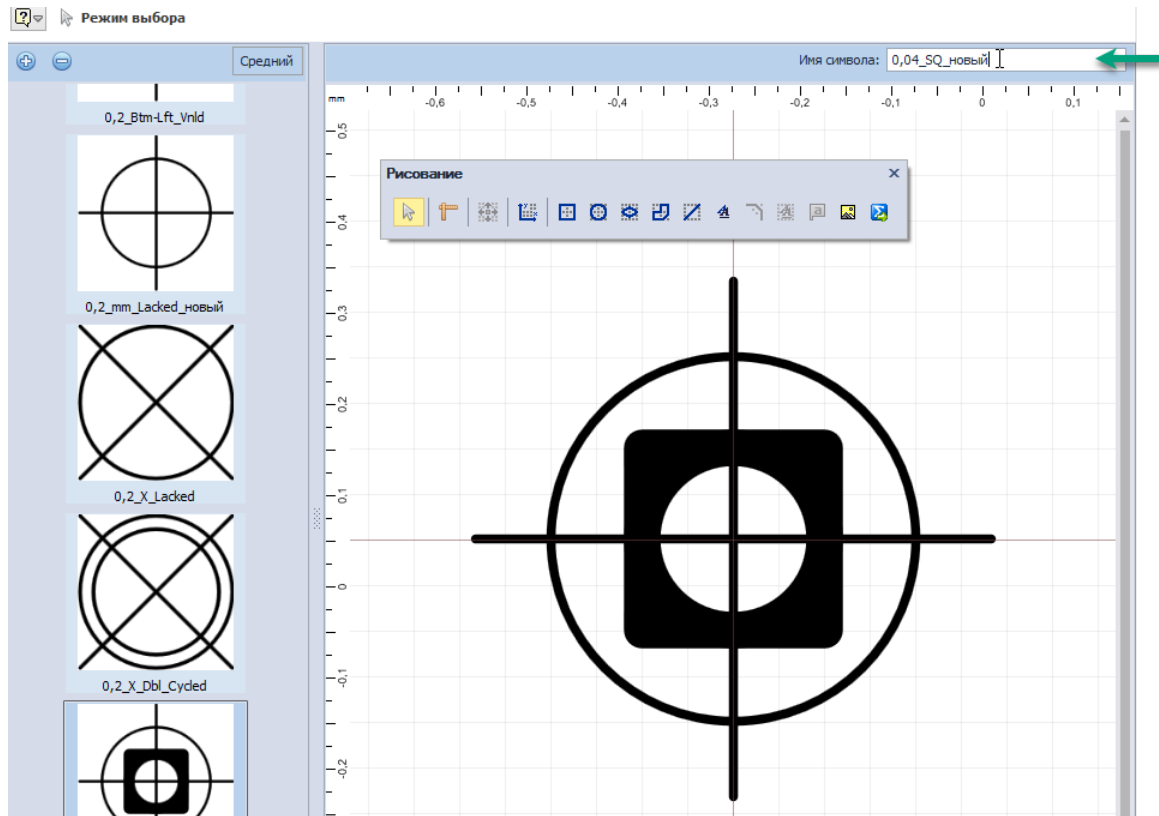 Режим выбора
Средний
Имя символа: 0,04_SQ_новый
0,2_Btm-Lft_Vnld
mm -0,6 -0,5 -0,4 -0,3 -0,2 -0,1 0 0,1
0,5
Рисование
0,4
0,2_mm_Lacked_новый
0,3
0,2
0,2_X_Lacked
0,1
0
0,2_X_Dbl_Cycled
-0,1
-0,2